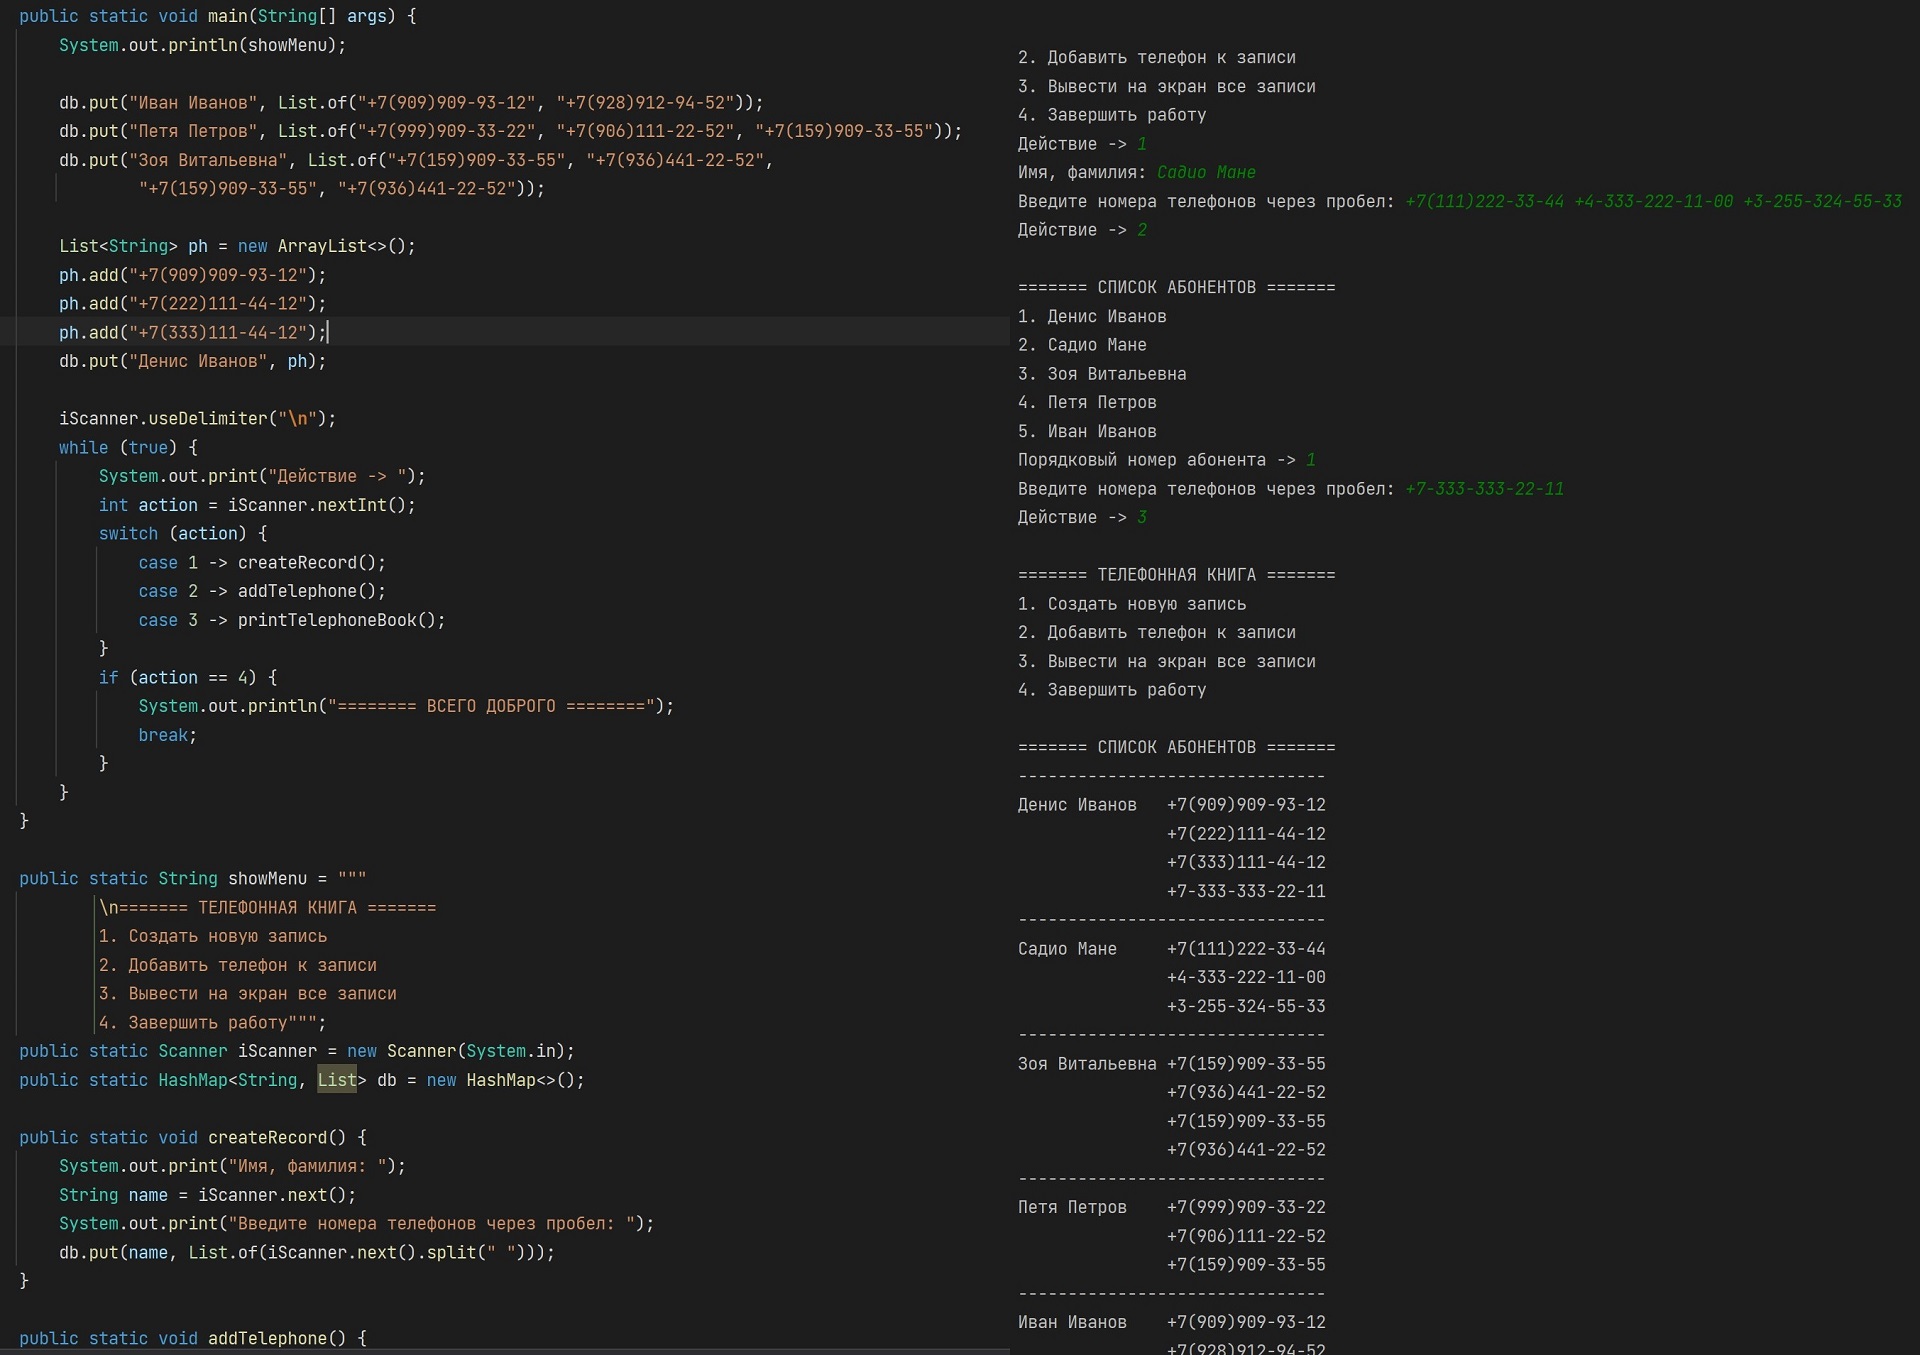 public static void main(String[] args) {
System.out.println(showMenu);
db.put("Иван Иванов", List.of("+7(909)909-93-12", "+7(928)912-94-52"));
db.put("Петя Петров", List.of("+7(999)909-33-22", "+7(906)111-22-52", "+7(159)909-33-55"));
db.put("Зоя Витальевна", List.of("+7(159)909-33-55", "+7(936)441-22-52",
"+7(159)909-33-55", "+7(936)441-22-52"));
List<String> ph = new ArrayList<>();
ph.add("+7(909)909-93-12");
ph.add("+7(222)111-44-12");
ph.add("+7(333)111-44-12");
db.put("Денис Иванов", ph);
iScanner.useDelimiter("\n");
while (true) {
System.out.print("Действие -> ");
int action = iScanner.nextInt();
switch (action) {
case 1 -> createRecord();
case 2 -> addTelephone();
case 3 -> printTelephoneBook();
}
if (action == 4) {
System.out.println("======== ВСЕГО ДОБРОГО ========");
break;
}
}
}
public static String showMenu = """
\n======= ТЕЛЕФОННАЯ КНИГА =======
1. Создать новую запись
2. Добавить телефон к записи
3. Вывести на экран все записи
4. Завершить работу""";
public static Scanner iScanner = new Scanner(System.in);
public static HashMap<String, List> db = new HashMap<>();
public static void createRecord() {
System.out.print("Имя, фамилия: ");
String name = iScanner.next();
System.out.print("Введите номера телефонов через пробел: ");
db.put(name, List.of(iScanner.next().split(" ")));
}
public static void addTelephone() {
2. Добавить телефон к записи
3. Вывести на экран все записи
4. Завершить работу
Действие -> 1
Имя, фамилия: Садио Мане
Введите номера телефонов через пробел: +7(111)222-33-44 +4-333-222-11-00 +3-255-324-55-33
Действие -> 2
======= СПИСОК АБОНЕНТОВ =======
1. Денис Иванов
2. Садио Мане
3. Зоя Витальевна
4. Петя Петров
5. Иван Иванов
Порядковый номер абонента -> 1
Введите номера телефонов через пробел: +7-333-333-22-11
Действие -> 3
======= ТЕЛЕФОННАЯ КНИГА =======
1. Создать новую запись
2. Добавить телефон к записи
3. Вывести на экран все записи
4. Завершить работу
======= СПИСОК АБОНЕНТОВ =======
-------------------------------
Денис Иванов   +7(909)909-93-12
+7(222)111-44-12
+7(333)111-44-12
+7-333-333-22-11
-------------------------------
Садио Мане     +7(111)222-33-44
+4-333-222-11-00
+3-255-324-55-33
-------------------------------
Зоя Витальевна +7(159)909-33-55
+7(936)441-22-52
+7(159)909-33-55
+7(936)441-22-52
-------------------------------
Петя Петров    +7(999)909-33-22
+7(906)111-22-52
+7(159)909-33-55
-------------------------------
Иван Иванов    +7(909)909-93-12
+7(928)912-94-52